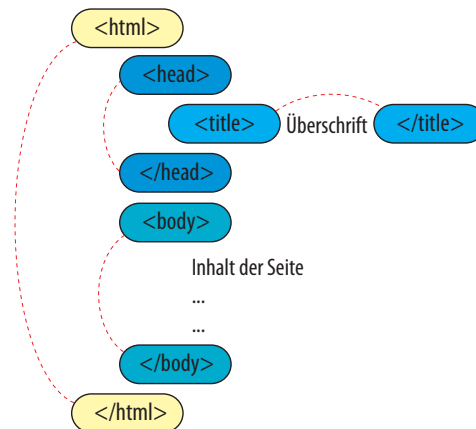 <html>
<head>
<title> Überschrift </title>
</head>
<body>
Inhalt der Seite
...
...
</body>
</html>